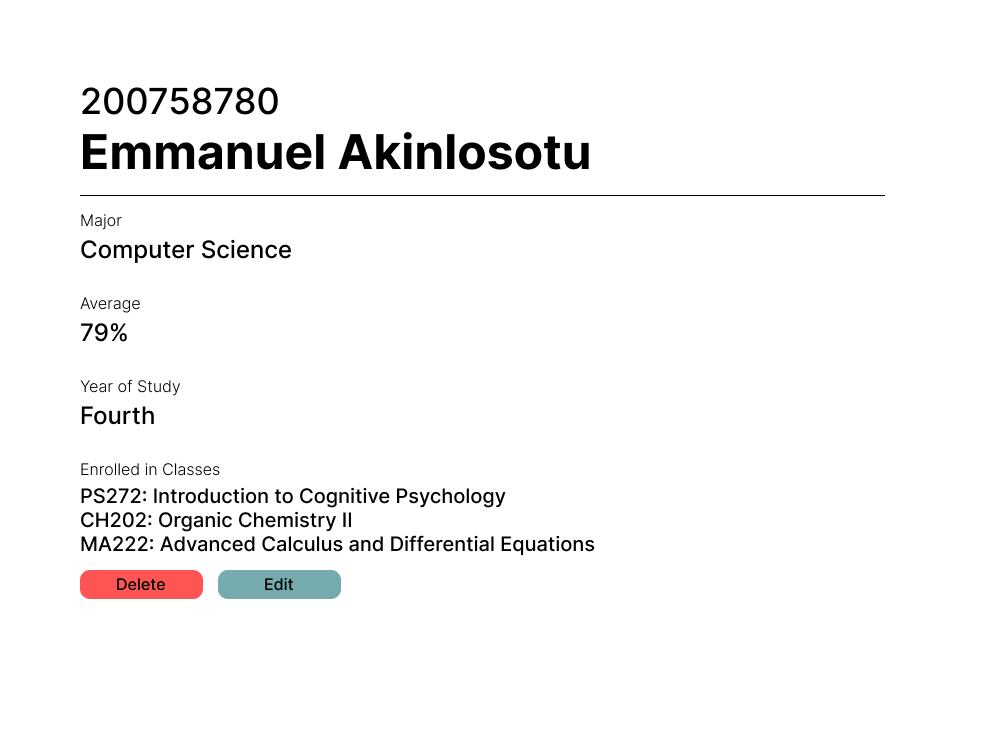 200758780
Emmanuel Akinlosotu
Major
Computer Science
Average
79%
Year of Study
Fourth
Enrolled in Classes
PS272: Introduction to Cognitive Psychology
CH202: Organic Chemistry II
MA222: Advanced Calculus and Differential Equations
Delete Edit